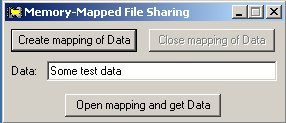 Memory-Mapped File Sharing
Create mapping of Data Close mapping of Data
Data: Some test data
Open mapping and get Data